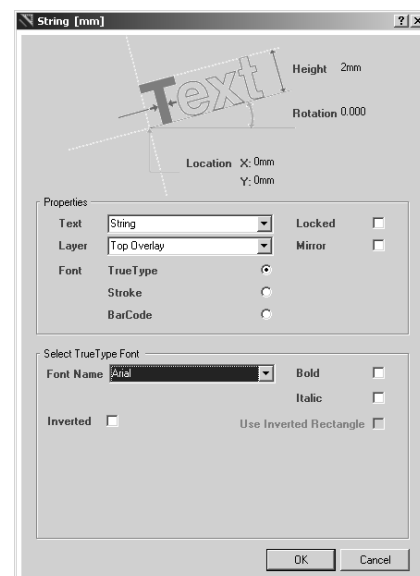 String [mm]
Text
Height 2mm
Rotation 0.000
Location X: 0mm
Y: 0mm
Properties
Text String Locked
Layer Top Overlay Mirror
Font TrueType
Stroke
BarCode
Select TrueType Font
Font Name Arial Bold
Italic
Inverted Use Inverted Rectangle
OK Cancel